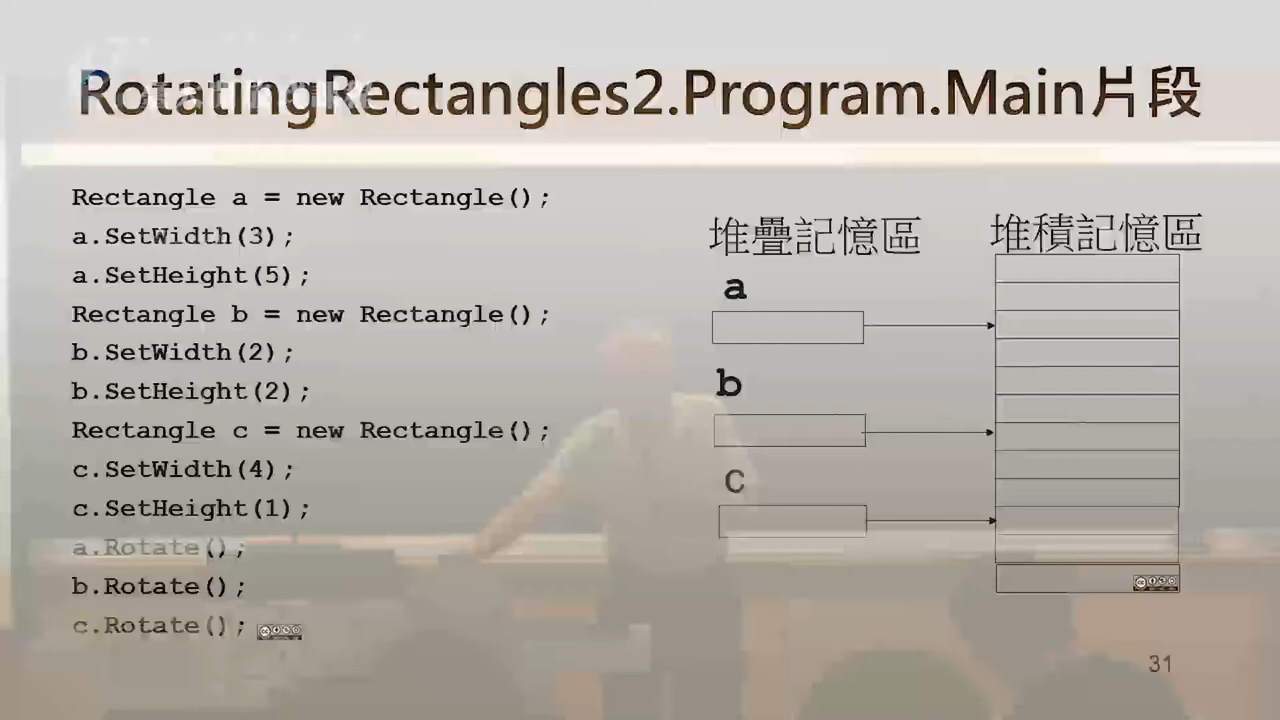 RotatingRectangles2.Program.Main片段
Rectangle a = new Rectangle();
a.SetWidth(3);
a.SetHeight(5);
Rectangle b = new Rectangle();
b.SetWidth(2);
b.SetHeight(2);
Rectangle c = new Rectangle();
c.SetWidth(4);
c.SetHeight(1);
a.Rotate();
b.Rotate();
c.Rotate();
堆疊記憶區
堆積記憶區
a
b
C
31